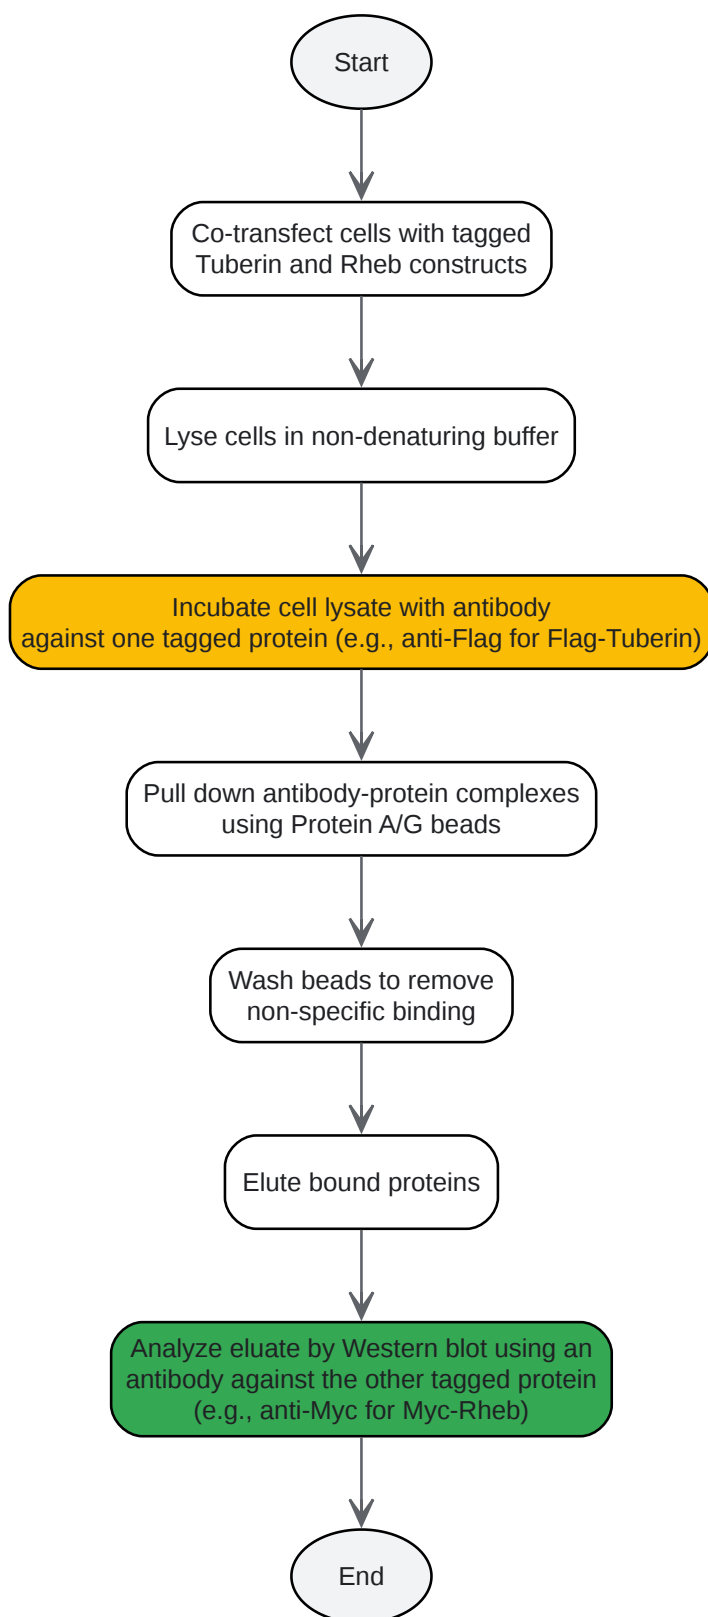 Start
Co-transfect cells with tagged
Tuberin and Rheb constructs
Lyse cells in non-denaturing buffer
Incubate cell lysate with antibody
against one tagged protein (e.g., anti-Flag for Flag-Tuberin)
Pull down antibody-protein complexes
using Protein A/G beads
Wash beads to remove
non-specific binding
Elute bound proteins
Analyze eluate by Western blot using an
antibody against the other tagged protein
(e.g., anti-Myc for Myc-Rheb)
End